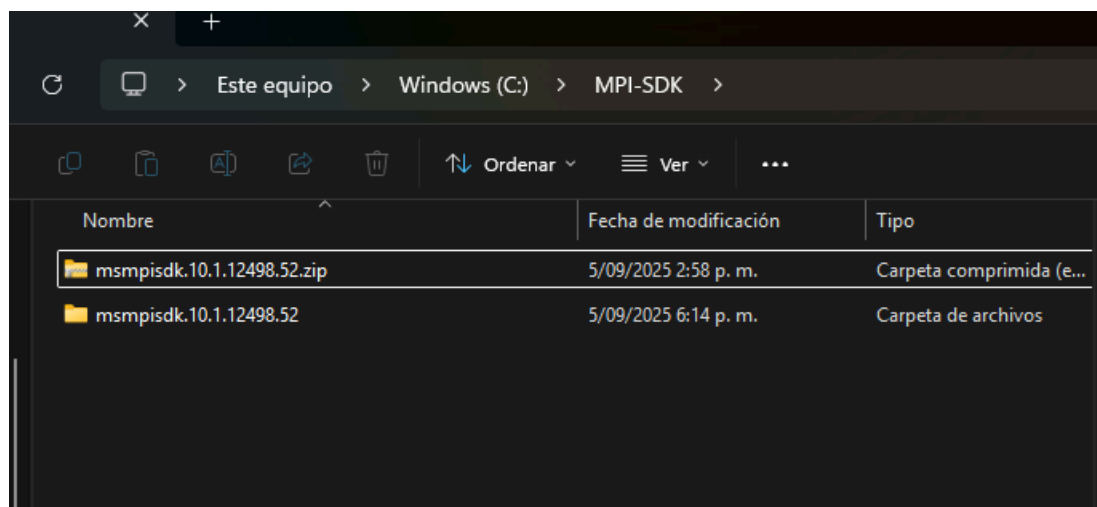 Este equipo > Windows (C:) > MPI-SDK >
Ordenar Ver
Nombre Fecha de modificación Tipo
msmpisdk.10.1.12498.52.zip 5/09/2025 2:58 p. m. Carpeta comprimida (e...
msmpisdk.10.1.12498.52 5/09/2025 6:14 p. m. Carpeta de archivos